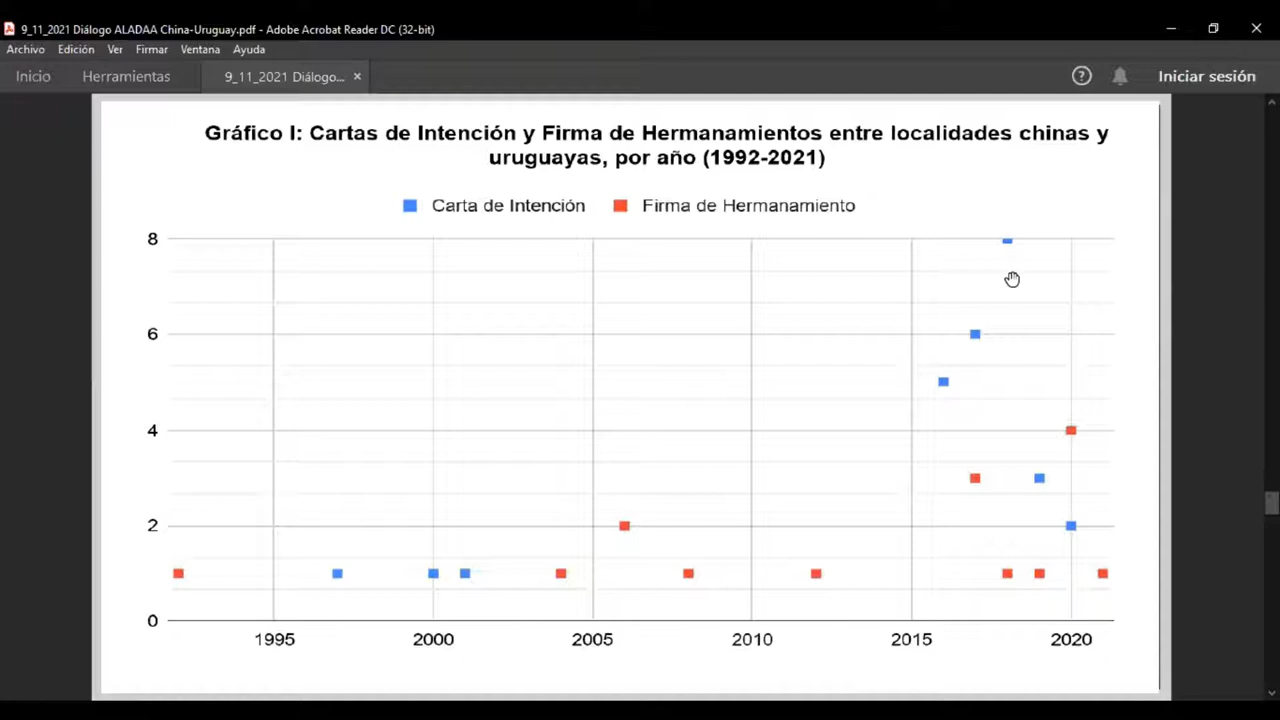 9_11_2021 Diálogo ALADAA China-Uruguay.pdf - Adobe Acrobat Reader DC (32-bit)
Archivo Edición Ver Firmar Ventana Ayuda
Inicio Herramientas 9_11_2021 Diálogo... × Iniciar sesión
Gráfico I: Cartas de Intención y Firma de Hermanamientos entre localidades chinas y
uruguayas, por año (1992-2021)
Carta de Intención Firma de Hermanamiento
8
6
4
2
0
1995 2000 2005 2010 2015 2020